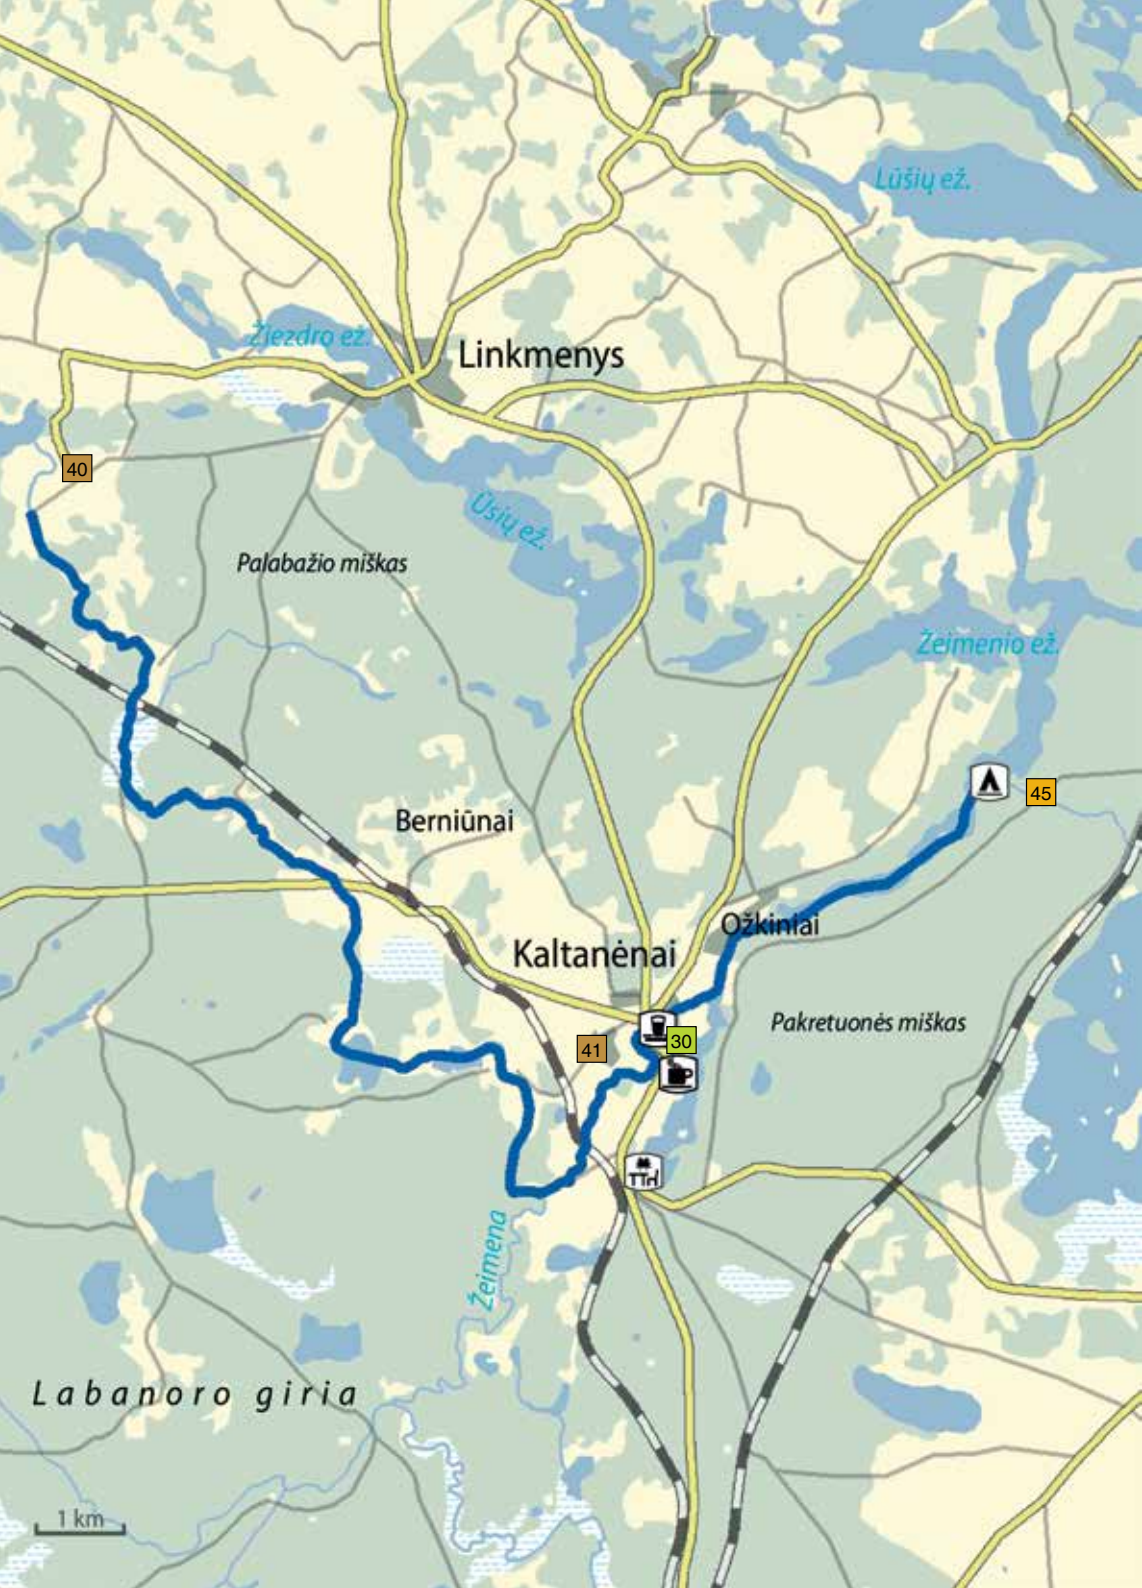 Lūšių ež.
Žiezdro ež.
Linkmenys
40
Ūsių ež.
Palabažio miškas
Žeimenio ež.
45
Berniūnai
Ožkiniai
Kaltanėnai
Pakretuonės miškas
30
41
Žeimena
Labanoro giria
1 km